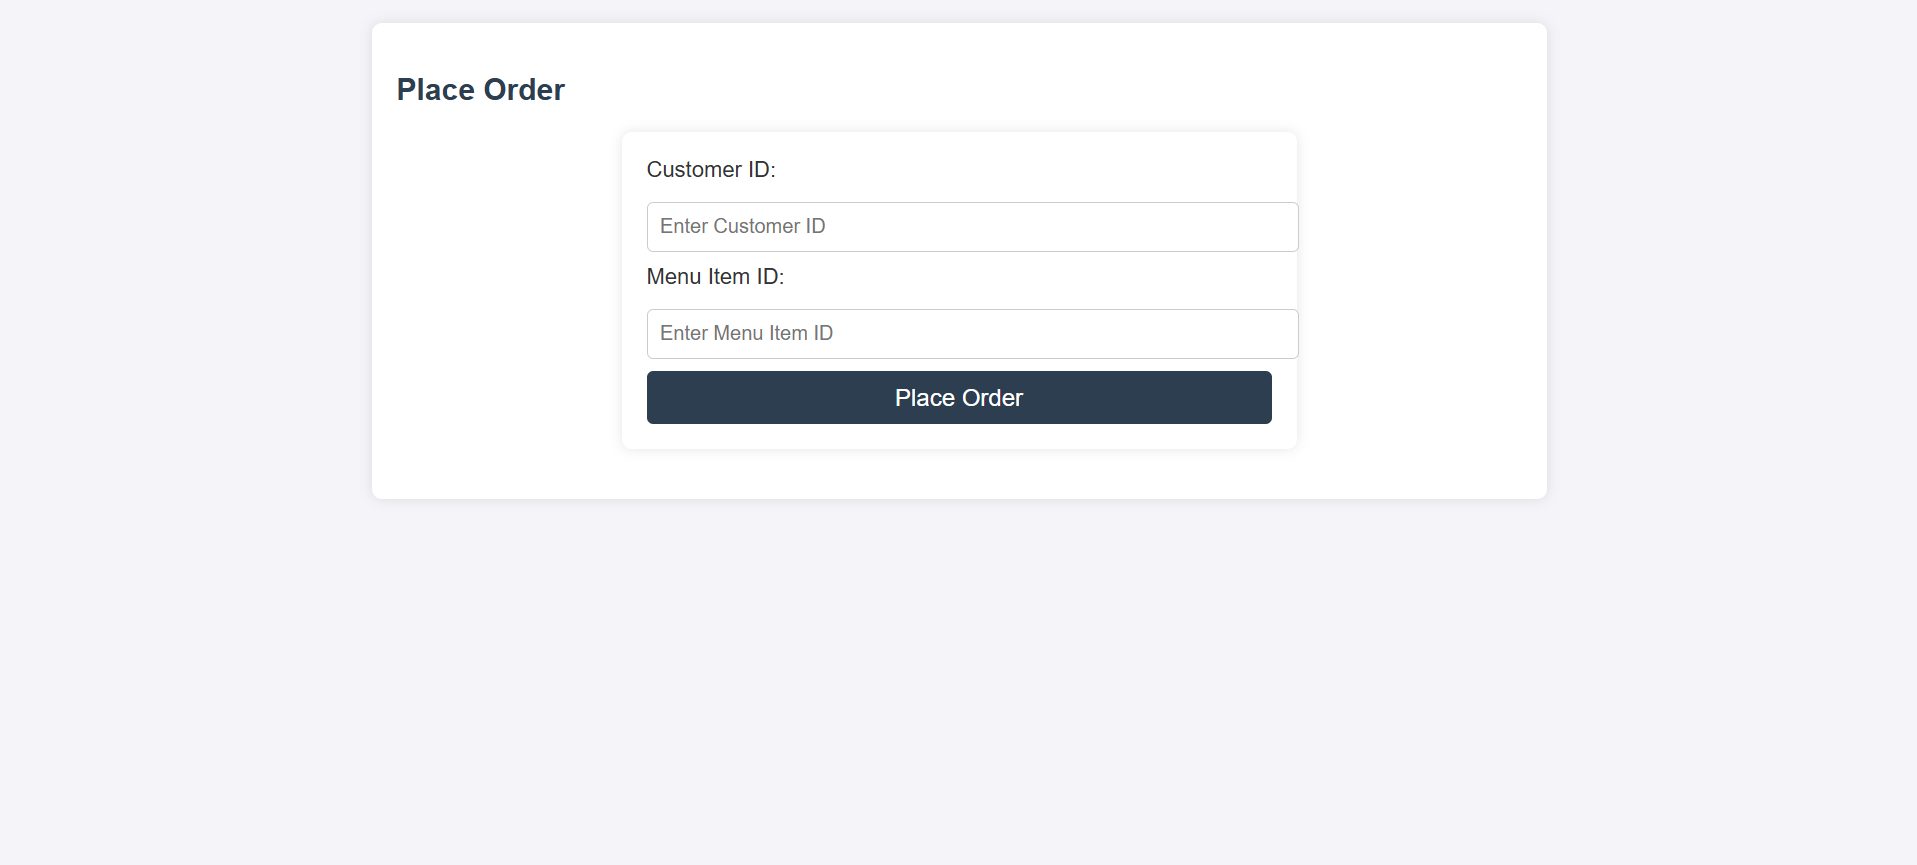 Place Order
Customer ID:
Enter Customer ID
Menu Item ID:
Enter Menu Item ID
Place Order